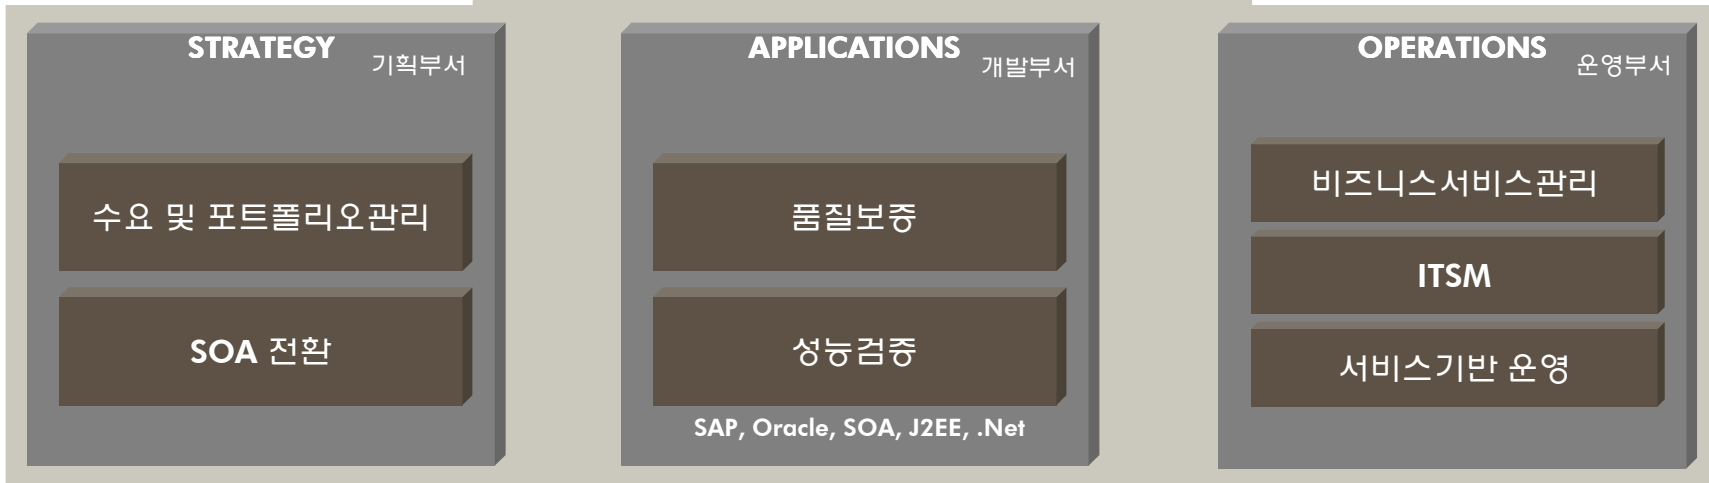 STRATEGY
기획부서
수요 및 포트폴리오관리
SOA 전환
APPLICATIONS
개발부서
품질보증
성능검증
SAP, Oracle, SOA, J2EE, .Net
OPERATIONS
운영부서
비즈니스서비스관리
ITSM
서비스기반 운영